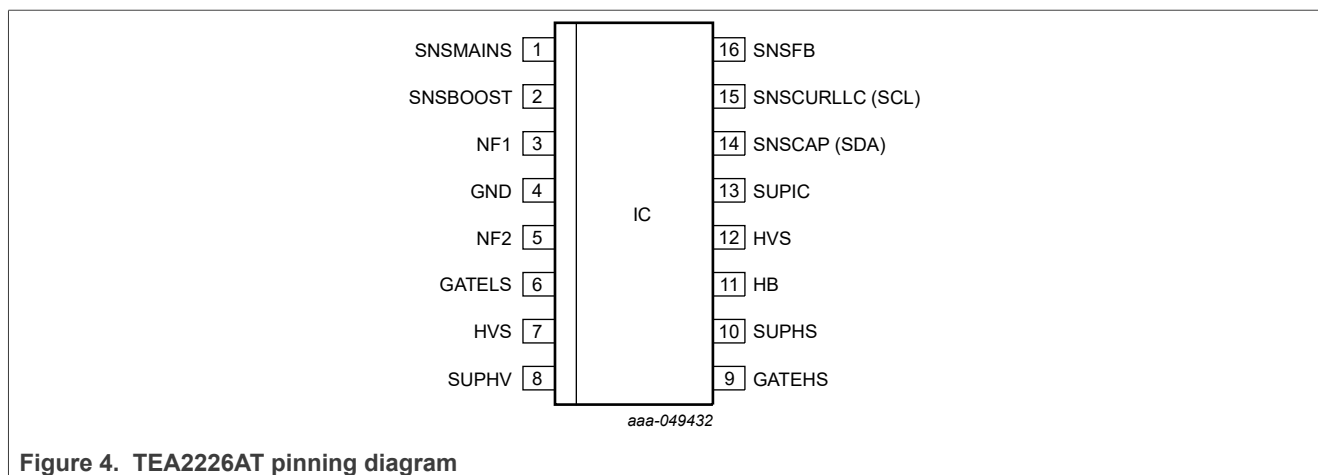 SNSMAINS 1
SNSBOOST 2
NF1 3
GND 4
NF2 5
GATELS 6
HVS 7
SUPHV 8
IC
16 SNSFB
15 SNSCURLLC (SCL)
14 SNSCAP (SDA)
13 SUPIC
12 HVS
11 HB
10 SUPHS
9 GATEHS
aaa-049432
Figure 4. TEA2226AT pinning diagram